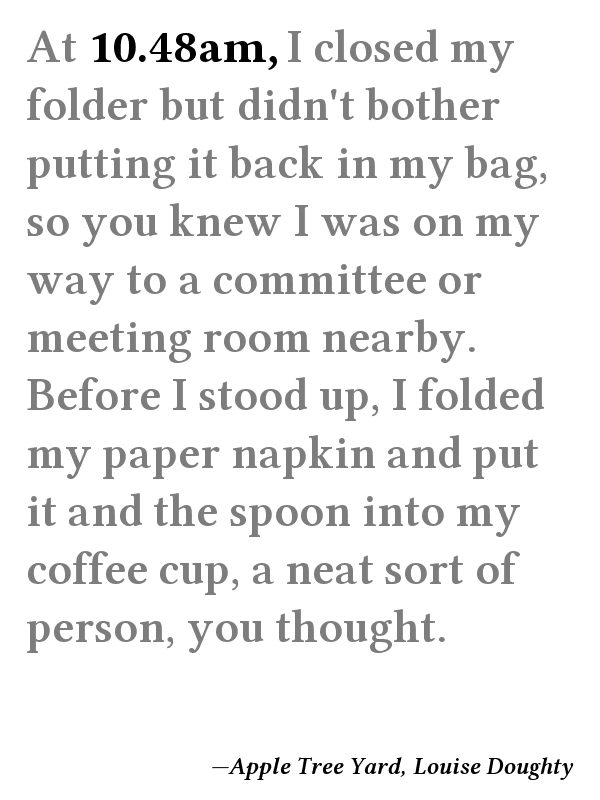 At 10.48am, I closed my
folder but didn't bother
putting it back in my bag,
so you knew I was on my
way to a committee or
meeting room nearby.
Before I stood up, I folded
my paper napkin and put
it and the spoon into my
coffee cup, a neat sort of
person, you thought.
—Apple Tree Yard, Louise Doughty